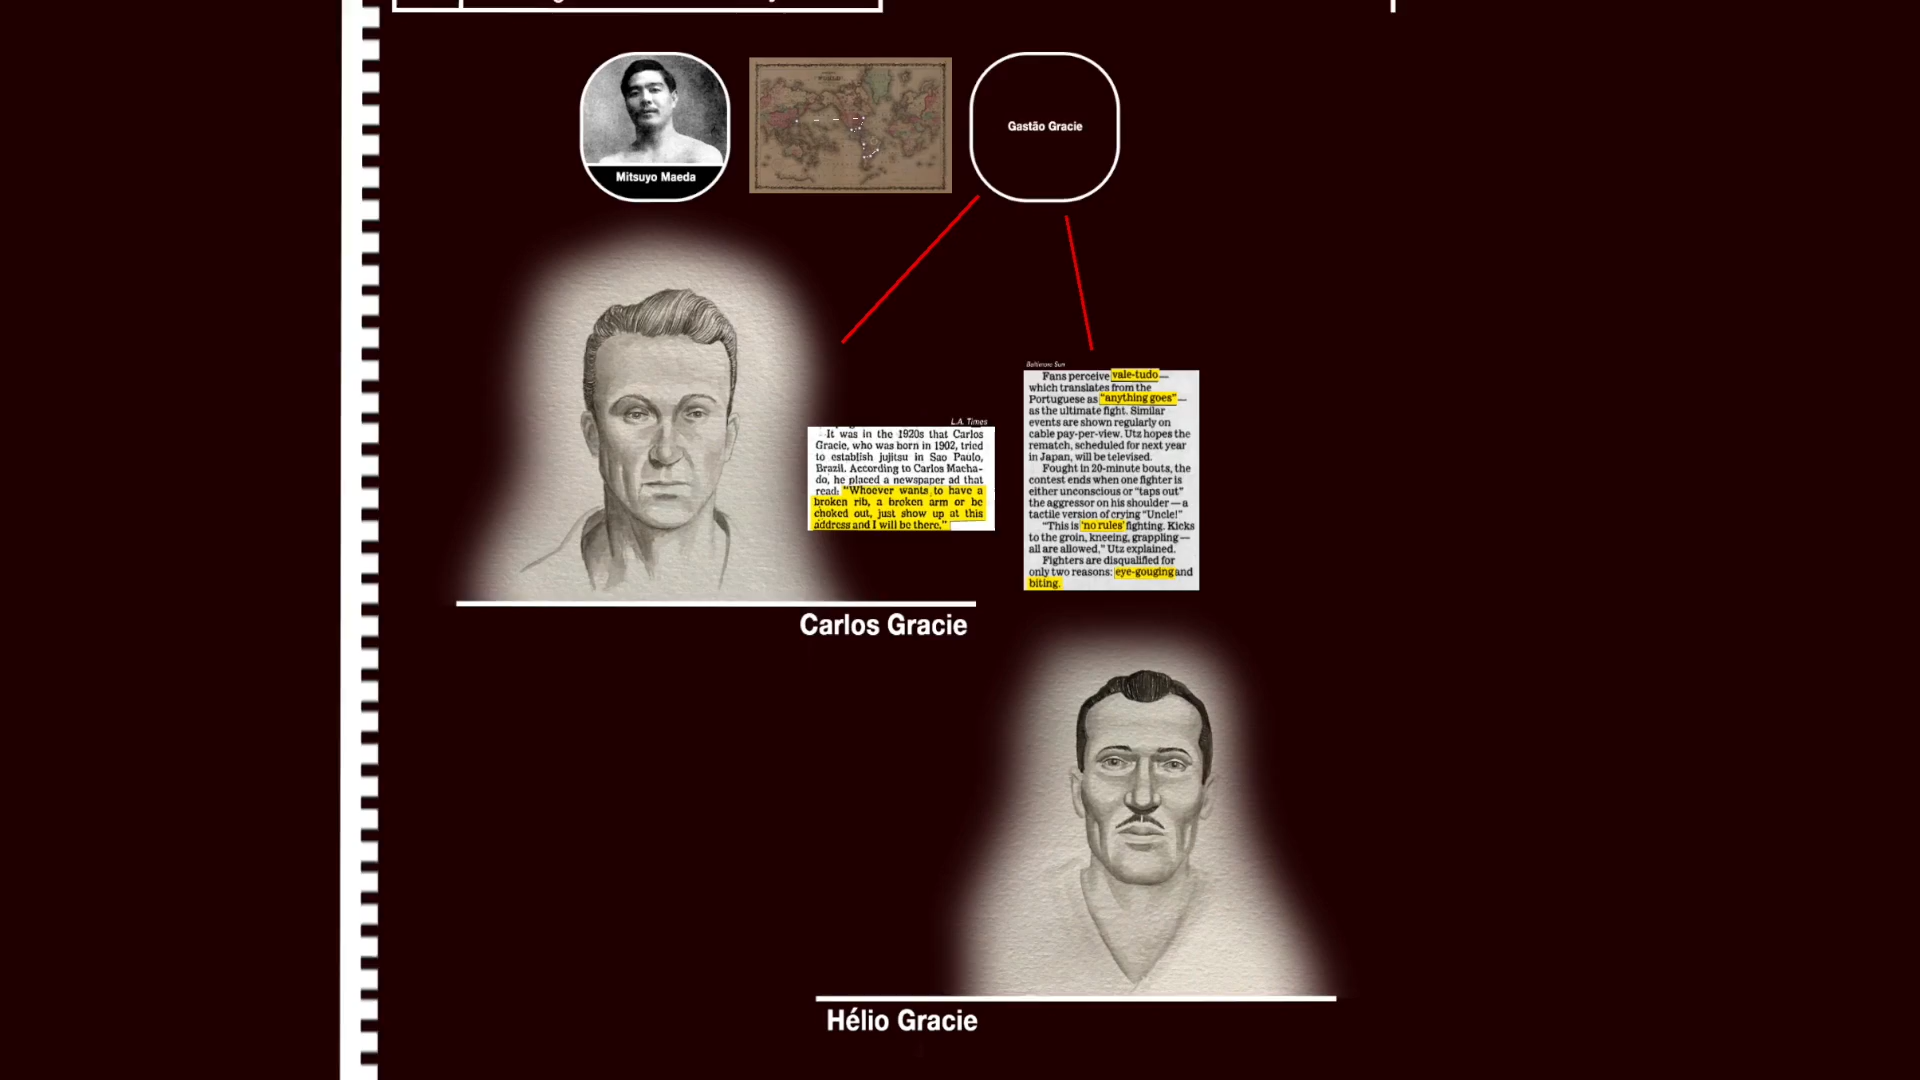 Mitsuyo Maeda
WORLD
Gastão Gracie
L.A. Times
It was in the 1920s that Carlos
Gracie, who was born in 1902, tried
to establish jujitsu in Sao Paulo,
Brazil. According to Carlos Macha-
do, he placed a newspaper ad that
read: “Whoever wants to have a
broken rib, a broken arm or be
choked out, just show up at this
address and I will be there.”
Baltimore Sun
Fans perceive vale-tudo—
which translates from the
Portuguese as “anything goes”—
as the ultimate fight. Similar
events are shown regularly on
cable pay-per-view. Utz hopes the
rematch, scheduled for next year
in Japan, will be televised.
Fought in 20-minute bouts, the
contest ends when one fighter is
either unconscious or “taps out”
the aggressor on his shoulder—a
tactile version of crying “Uncle!”
“This is ‘no rules’ fighting. Kicks
to the groin, kneeing, grappling—
all are allowed,” Utz explained.
Fighters are disqualified for
only two reasons: eye-gouging and
biting.
Carlos Gracie
Hélio Gracie